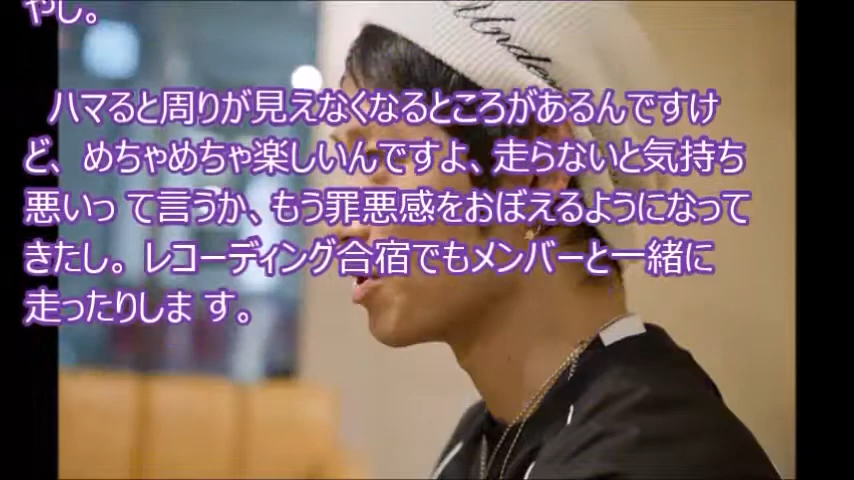 やし。
ハマると周りが見えなくなるところがあるんですけ
ど、めちゃめちゃ楽しいんですよ、走らないと気持ち
悪いっ て言うか、もう罪悪感をおぼえるようになって
きたし。レコーディング合宿でもメンバーと一緒に
走ったりしま す。
Under